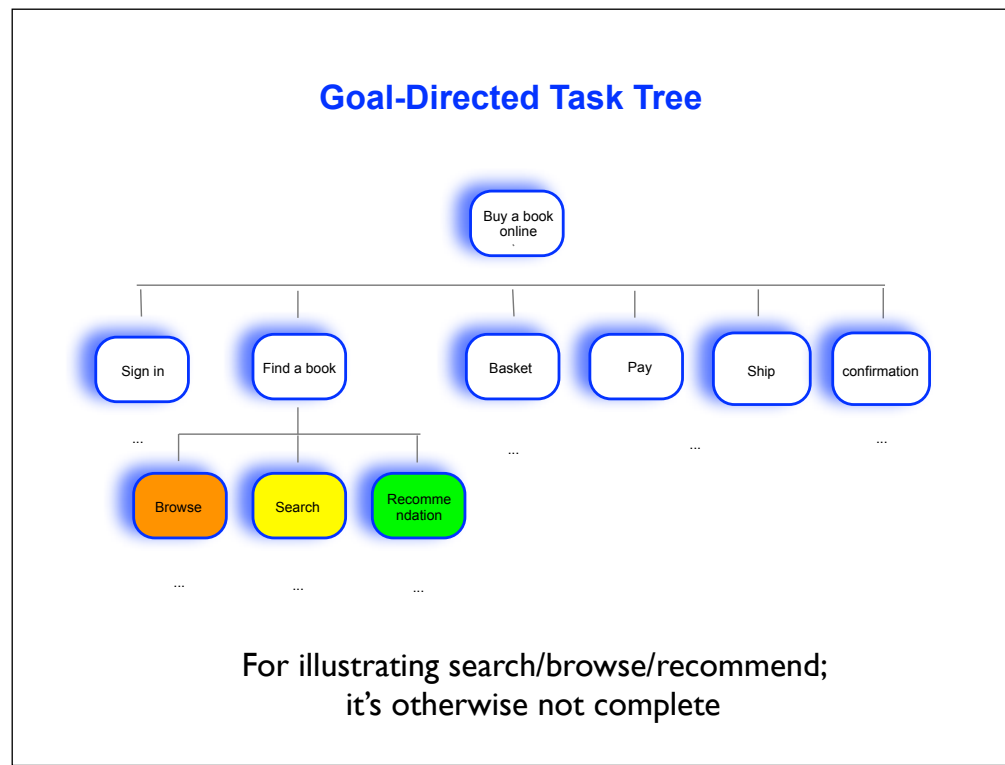 Goal-Directed Task Tree
Buy a book
online
.
Sign in
Find a book
Basket
Pay
Ship
confirmation
...
...
...
...
Browse
Search
Recomme
ndation
...
...
...
For illustrating search/browse/recommend;
it's otherwise not complete